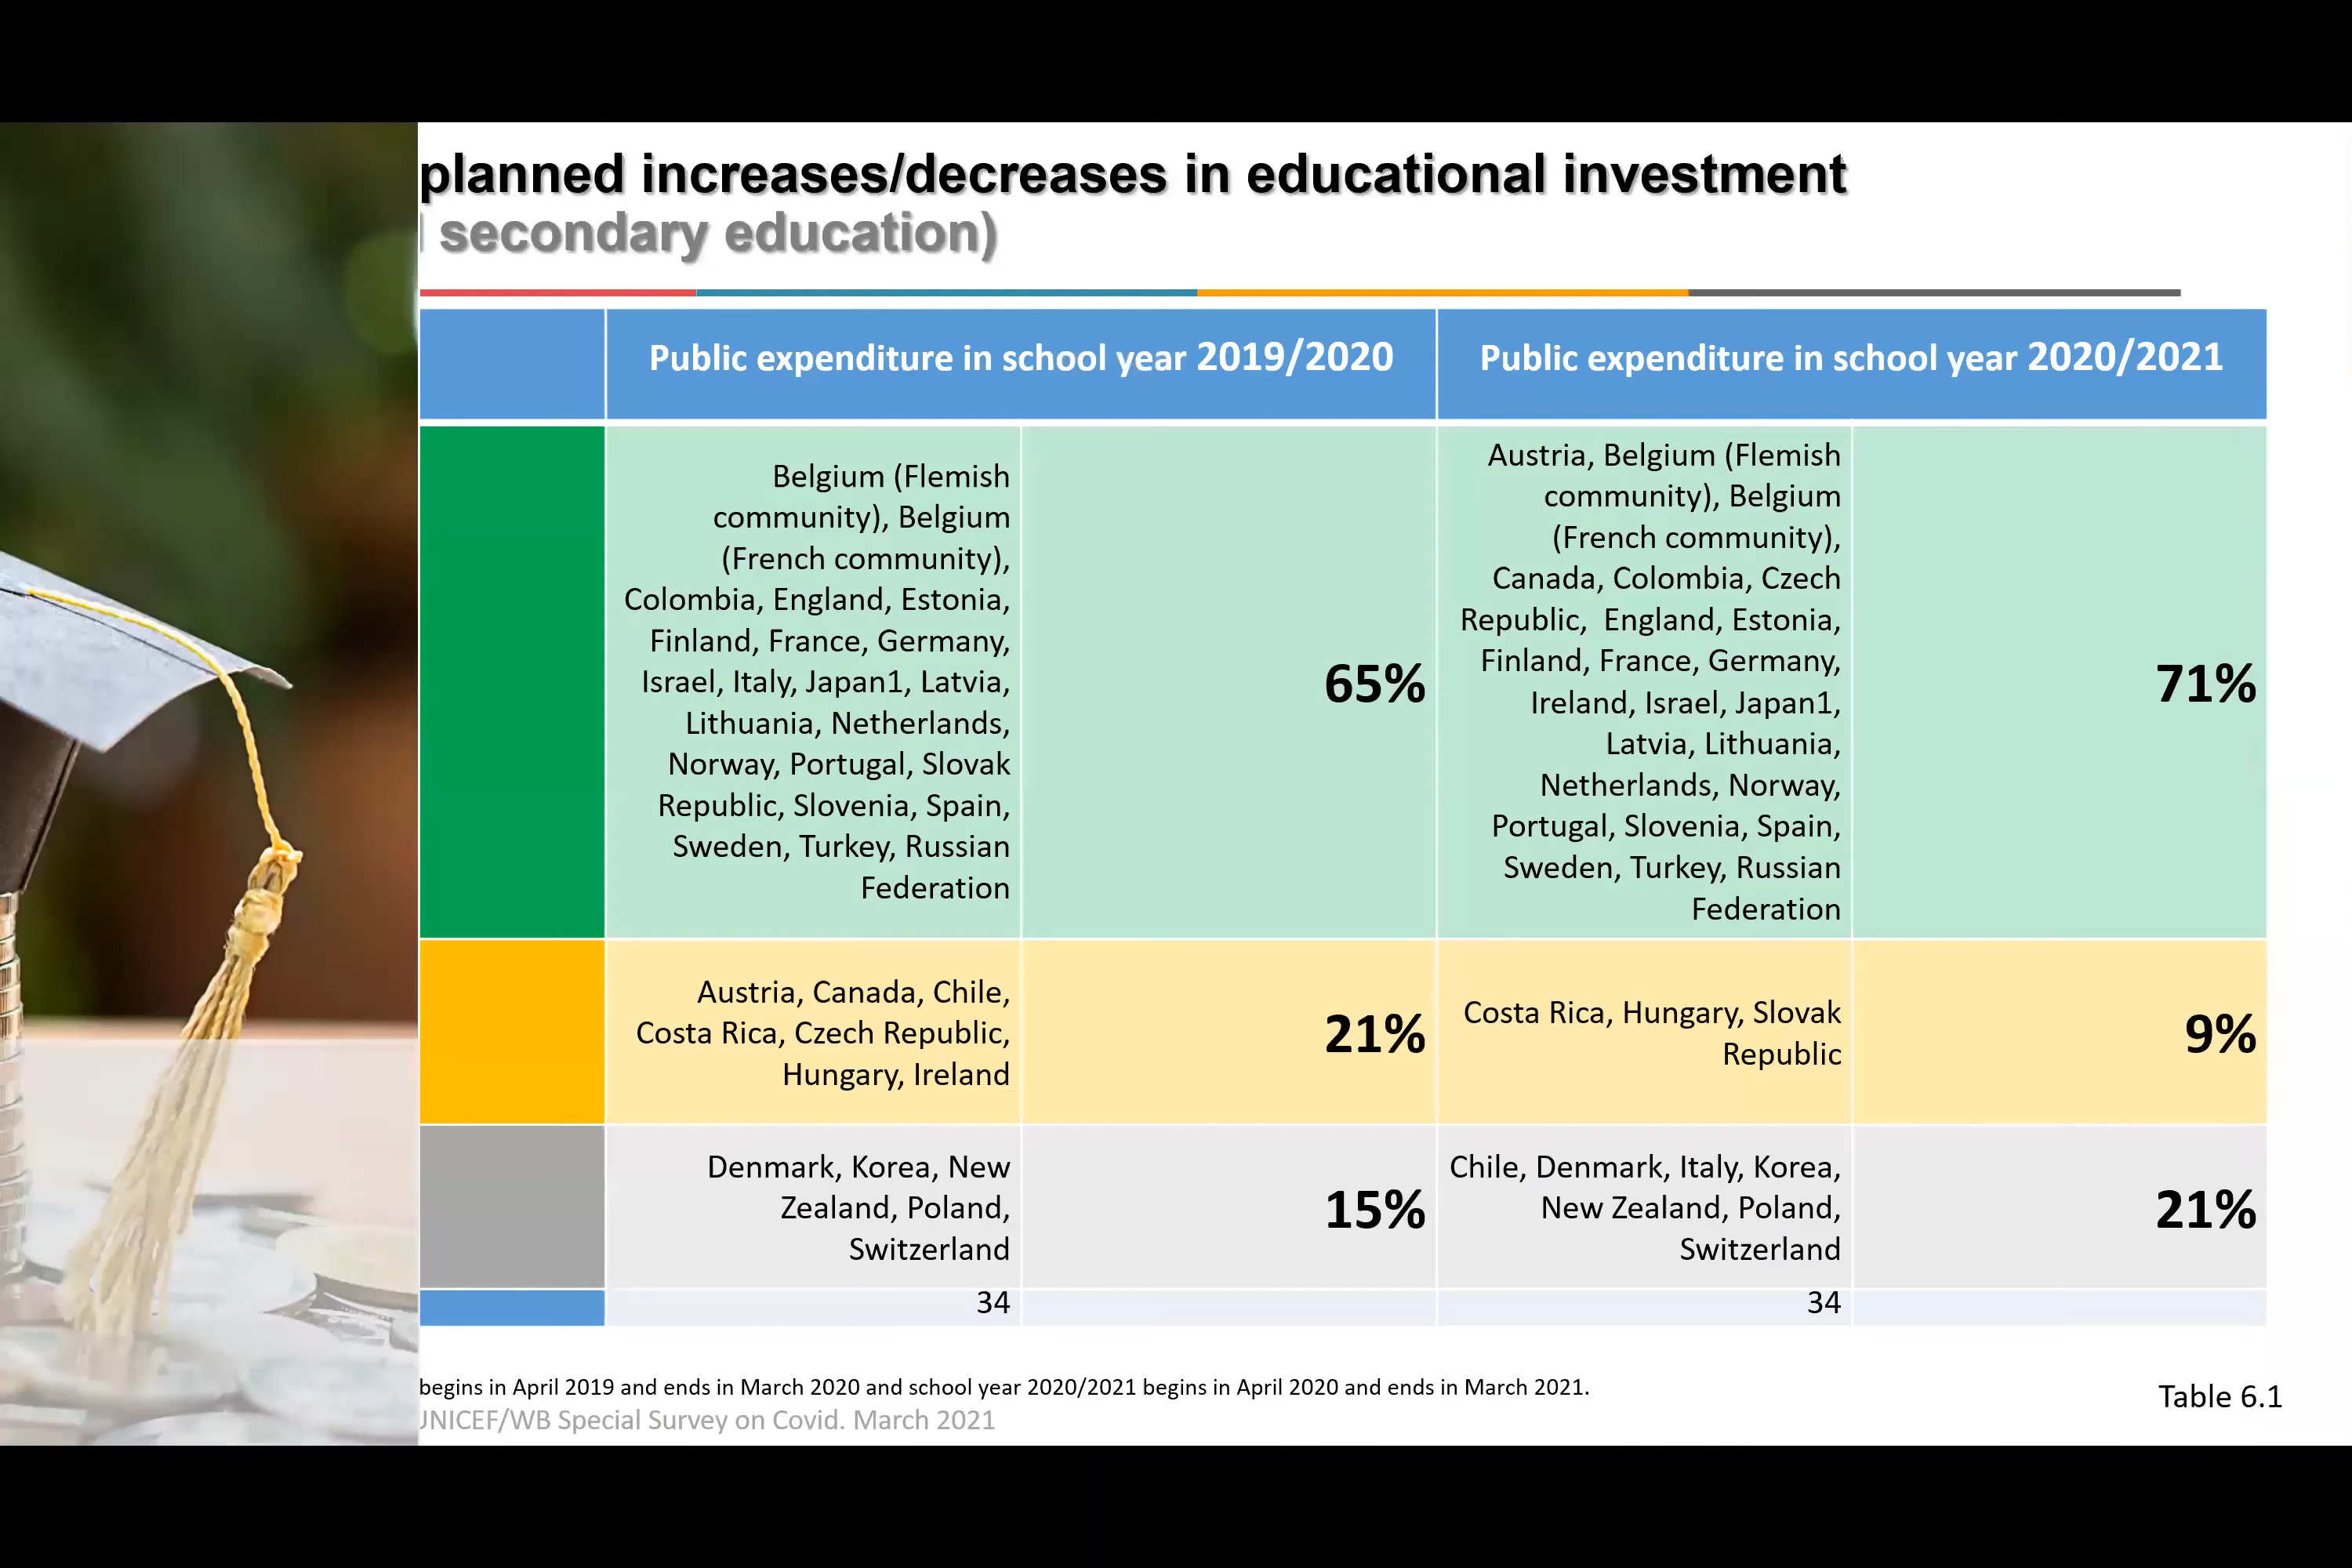 planned increases/decreases in educational investment
secondary education)
Public expenditure in school year 2019/2020
Public expenditure in school year 2020/2021
Belgium (Flemish
community), Belgium
(French community),
Colombia, England, Estonia,
Finland, France, Germany,
Israel, Italy, Japan1, Latvia,
Lithuania, Netherlands,
Norway, Portugal, Slovak
Republic, Slovenia, Spain,
Sweden, Turkey, Russian
Federation
65%
Austria, Belgium (Flemish
community), Belgium
(French community),
Canada, Colombia, Czech
Republic, England, Estonia,
Finland, France, Germany,
Ireland, Israel, Japan1,
Latvia, Lithuania,
Netherlands, Norway,
Portugal, Slovenia, Spain,
Sweden, Turkey, Russian
Federation
71%
Austria, Canada, Chile,
Costa Rica, Czech Republic,
Hungary, Ireland
21%
Costa Rica, Hungary, Slovak
Republic
9%
Denmark, Korea, New
Zealand, Poland,
Switzerland
15%
Chile, Denmark, Italy, Korea,
New Zealand, Poland,
Switzerland
21%
34
34
begins in April 2019 and ends in March 2020 and school year 2020/2021 begins in April 2020 and ends in March 2021.
UNICEF/WB Special Survey on Covid. March 2021
Table 6.1